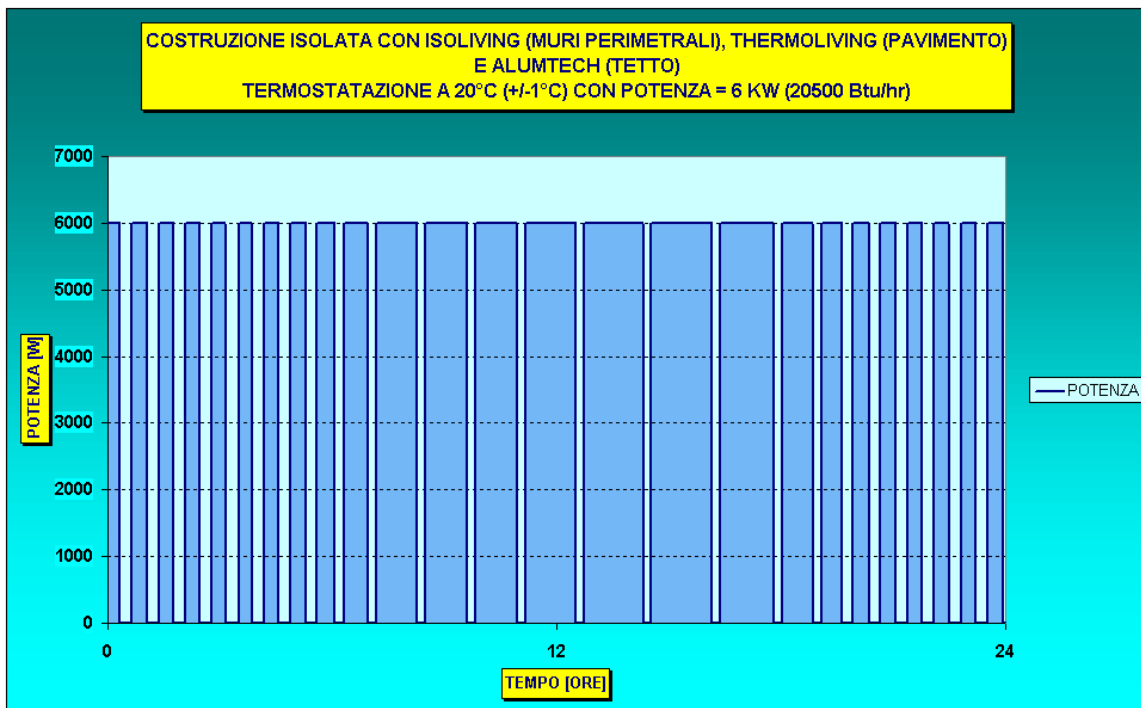 COSTRUZIONE ISOLATA CON ISOLIVING (MURI PERIMETRALI), THERMOLIVING (PAVIMENTO)
E ALUMTECH (TETTO)
TERMOSTATAZIONE A 20°C (+/-1°C) CON POTENZA = 6 KW (20500 Btu/hr)
7000
6000
5000
4000
3000
2000
1000
0
POTENZA [W]
0
12
24
TEMPO [ORE]
POTENZA